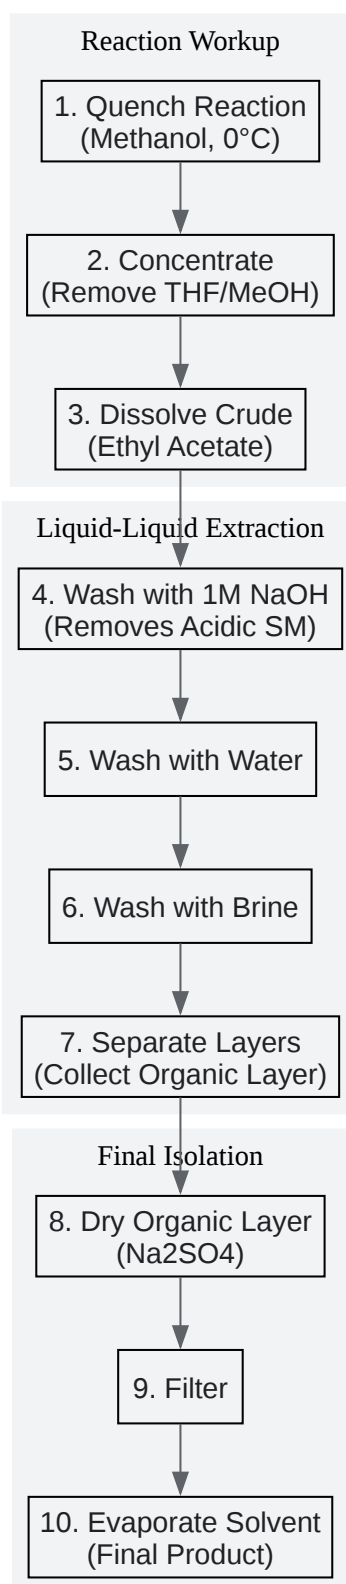 Reaction Workup
1. Quench Reaction
(Methanol, 0°C)
2. Concentrate
(Remove THF/MeOH)
3. Dissolve Crude
(Ethyl Acetate)
Liquid-Liquid Extraction
4. Wash with 1M NaOH
(Removes Acidic SM)
5. Wash with Water
6. Wash with Brine
7. Separate Layers
(Collect Organic Layer)
Final Isolation
8. Dry Organic Layer
(Na2SO4)
9. Filter
10. Evaporate Solvent
(Final Product)